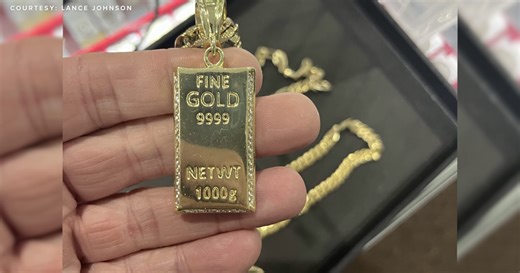 COURTESY: LANCE JOHNSON
FINE
GOLD
9999
NET WT
1000g